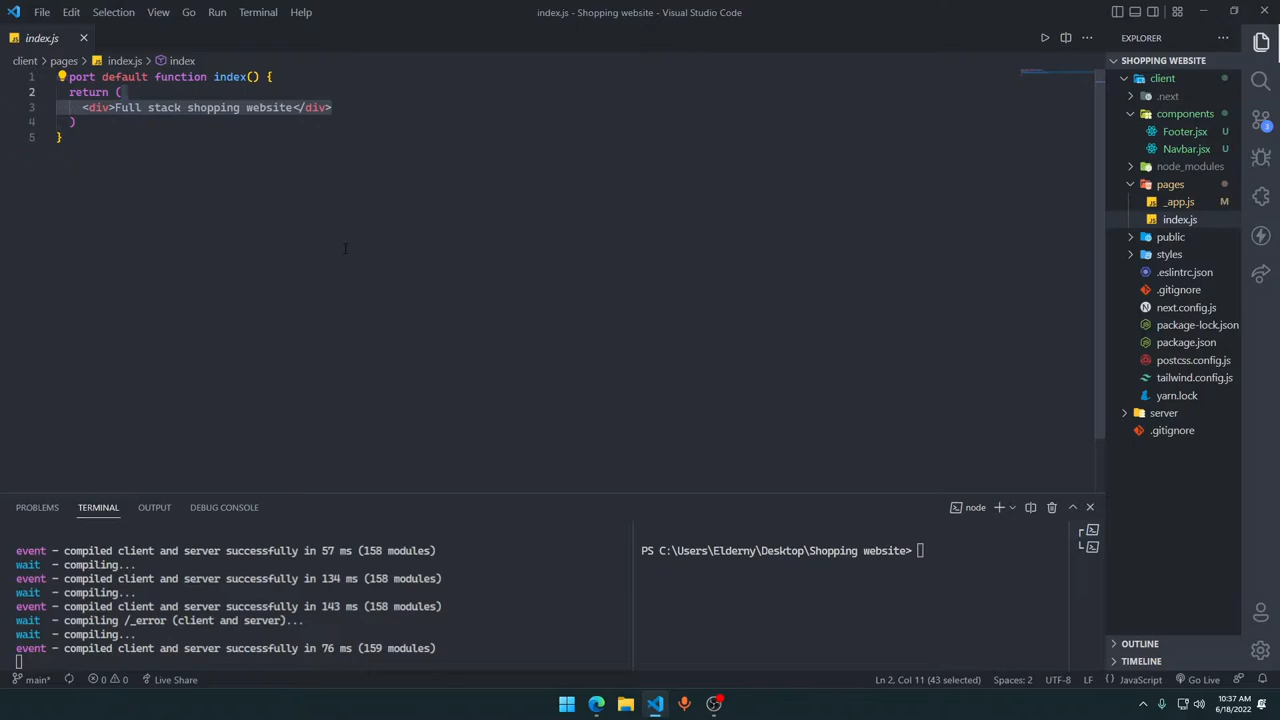 File Edit Selection View Go Run Terminal Help
index.js - Shopping website - Visual Studio Code
index.js
EXPLORER
client > pages > index.js > index
SHOPPING WEBSITE
1 port default function index() {
2 return (
3 <div>Full stack shopping website</div>
4 )
5 }
client
.next
components
Footer.jsx U
Navbar.jsx U
node_modules
pages
_app.js M
index.js
public
styles
.eslintrc.json
.gitignore
next.config.js
package-lock.json
package.json
postcss.config.js
tailwind.config.js
yarn.lock
server
.gitignore
OUTLINE
TIMELINE
3
PROBLEMS TERMINAL OUTPUT DEBUG CONSOLE
node
event - compiled client and server successfully in 57 ms (158 modules)
wait - compiling...
event - compiled client and server successfully in 134 ms (158 modules)
wait - compiling...
event - compiled client and server successfully in 143 ms (158 modules)
wait - compiling /_error (client and server)...
wait - compiling...
event - compiled client and server successfully in 76 ms (159 modules)
PS C:\Users\Elderny\Desktop\Shopping website>
main* 0 0 Live Share
Ln 2, Col 11 (43 selected) Spaces: 2 UTF-8 LF {} JavaScript Go Live
10:37 AM
6/18/2022